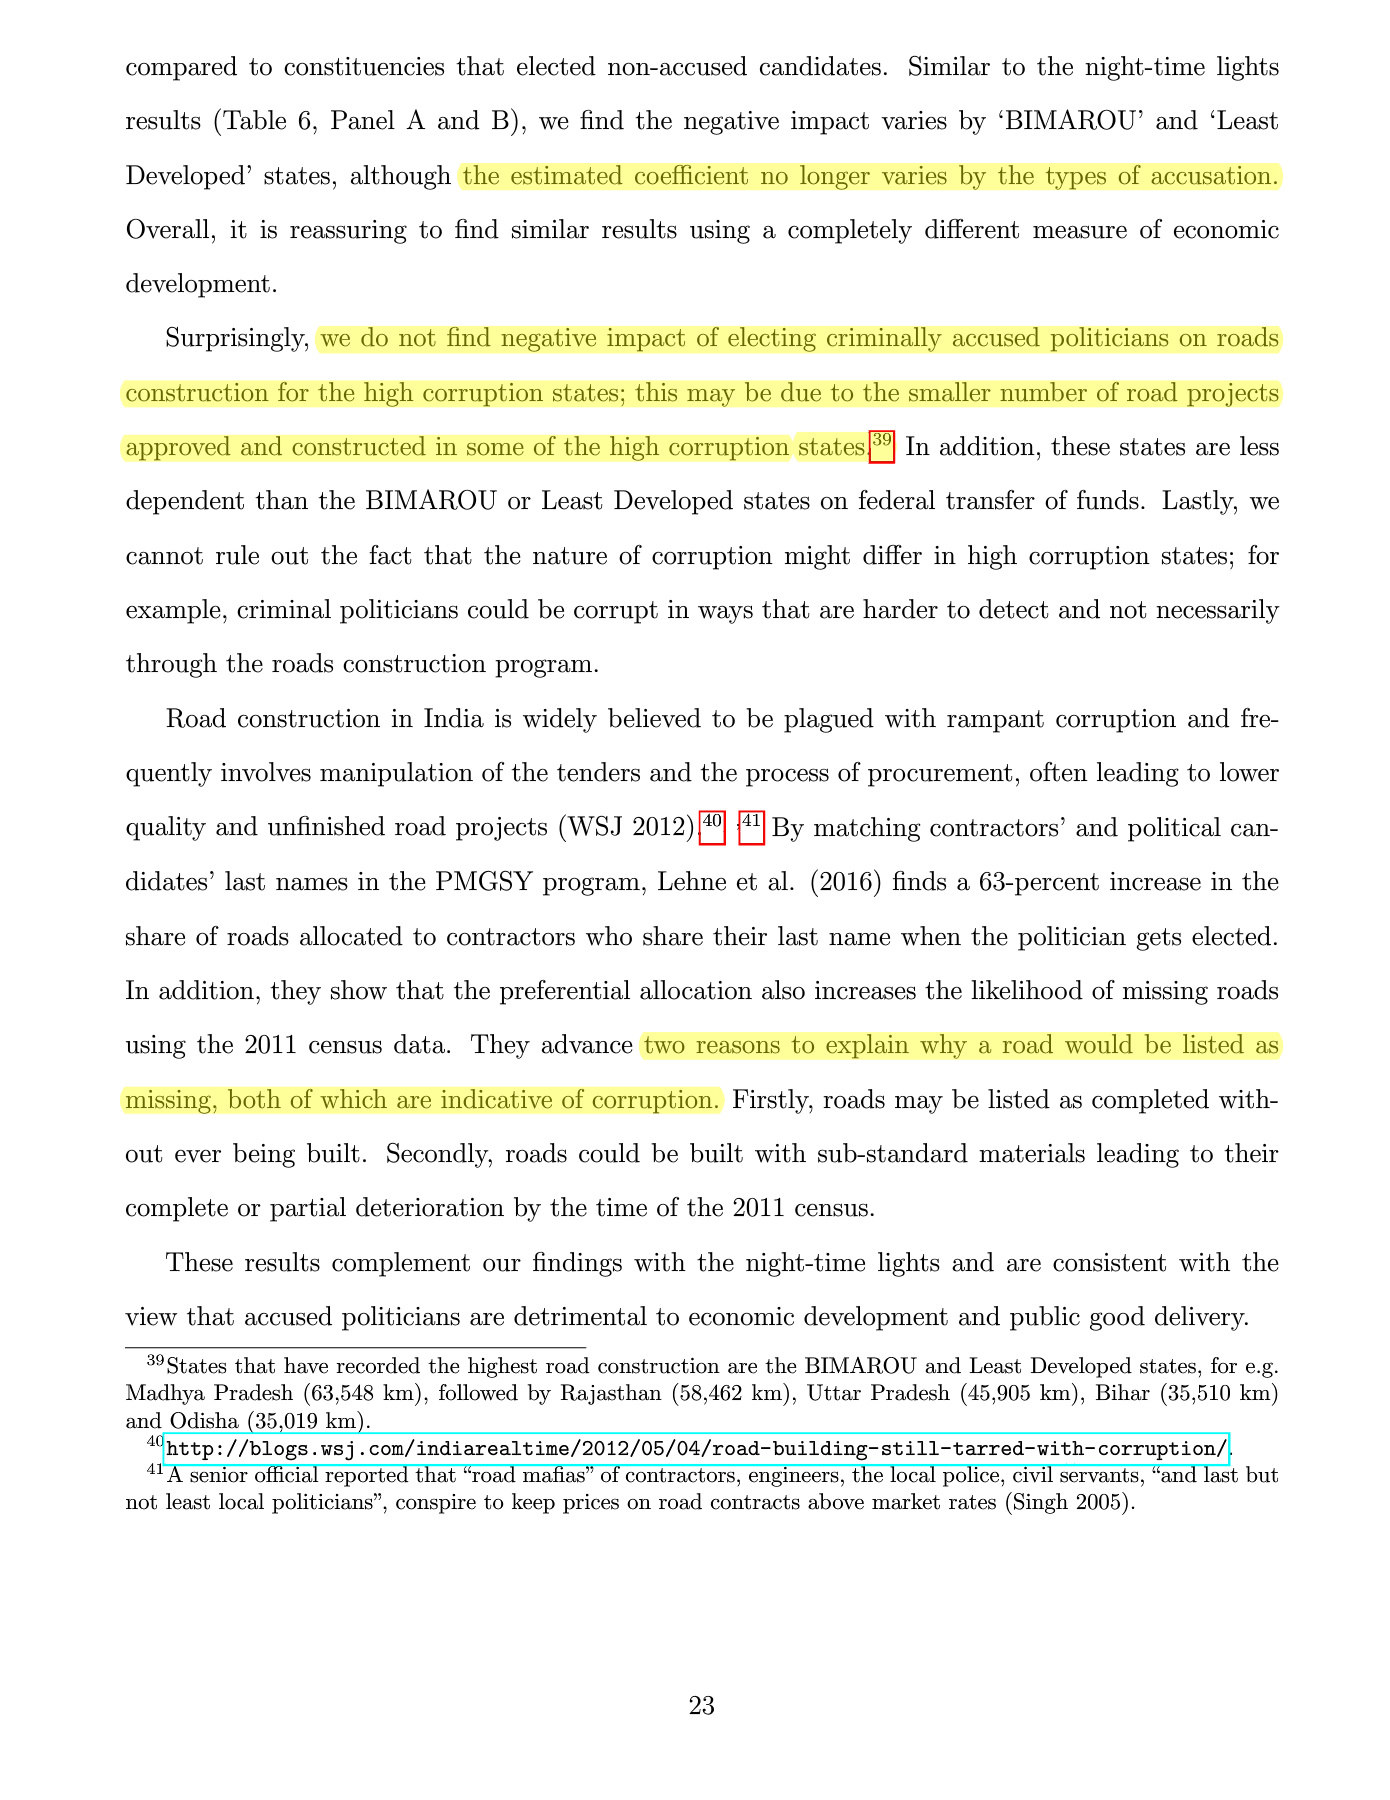 compared to constituencies that elected non-accused candidates. Similar to the night-time lights
results (Table 6, Panel A and B), we find the negative impact varies by ‘BIMAROU’ and ‘Least
Developed’ states, although the estimated coefficient no longer varies by the types of accusation.
Overall, it is reassuring to find similar results using a completely different measure of economic
development.
Surprisingly, we do not find negative impact of electing criminally accused politicians on roads
construction for the high corruption states; this may be due to the smaller number of road projects
approved and constructed in some of the high corruption states.39 In addition, these states are less
dependent than the BIMAROU or Least Developed states on federal transfer of funds. Lastly, we
cannot rule out the fact that the nature of corruption might differ in high corruption states; for
example, criminal politicians could be corrupt in ways that are harder to detect and not necessarily
through the roads construction program.
Road construction in India is widely believed to be plagued with rampant corruption and fre-
quently involves manipulation of the tenders and the process of procurement, often leading to lower
quality and unfinished road projects (WSJ 2012).40 ,41 By matching contractors’ and political can-
didates’ last names in the PMGSY program, Lehne et al. (2016) finds a 63-percent increase in the
share of roads allocated to contractors who share their last name when the politician gets elected.
In addition, they show that the preferential allocation also increases the likelihood of missing roads
using the 2011 census data. They advance two reasons to explain why a road would be listed as
missing, both of which are indicative of corruption. Firstly, roads may be listed as completed with-
out ever being built. Secondly, roads could be built with sub-standard materials leading to their
complete or partial deterioration by the time of the 2011 census.
These results complement our findings with the night-time lights and are consistent with the
view that accused politicians are detrimental to economic development and public good delivery.
39States that have recorded the highest road construction are the BIMAROU and Least Developed states, for e.g.
Madhya Pradesh (63,548 km), followed by Rajasthan (58,462 km), Uttar Pradesh (45,905 km), Bihar (35,510 km)
and Odisha (35,019 km).
40http://blogs.wsj.com/indiarealtime/2012/05/04/road-building-still-tarred-with-corruption/.
41A senior official reported that “road mafias” of contractors, engineers, the local police, civil servants, “and last but
not least local politicians”, conspire to keep prices on road contracts above market rates (Singh 2005).
23